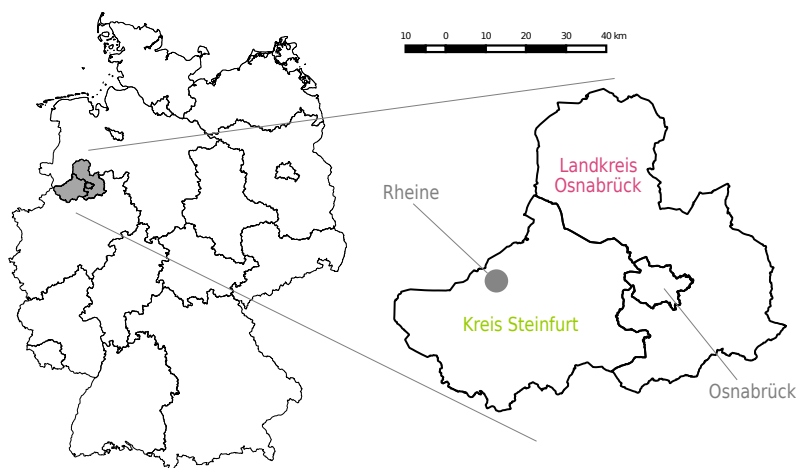 10 0 10 20 30 40 km
Landkreis
Osnabrück
Rheine
Kreis Steinfurt
Osnabrück